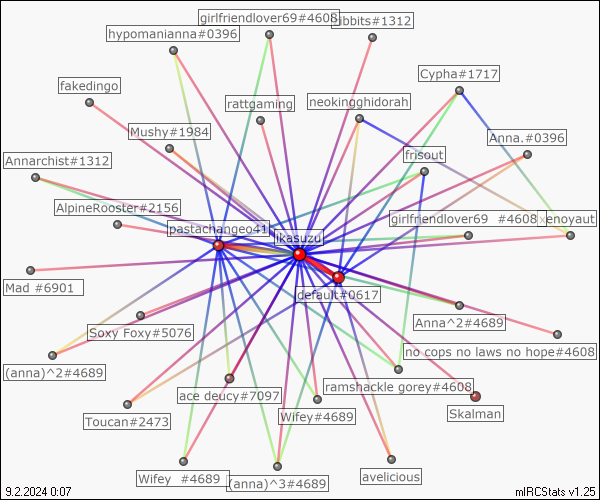 girlfriendlover69#4608
hypomanianna#0396
Cypha#1717
fakedingo
rattgaming
neokingghidorah
Mushy#1984
Anna.#0396
frisout
Annarchist#1312
AlpineRooster#2156
pastachangeo41
girlfriendlover69 #4608
enoyaut
ikasuzu
Mad #6901
default#0617
Anna^2#4689
Soxy Foxy#5076
no cops no laws no hope#4608
(anna)^2#4689
ace deucy#7097
ramshackle gorey#4608
Toucan#2473
Wifey#4689
Skalman
Wifey #4689
(anna)^3#4689
avelicious
9.2.2024 0:07
mIRCStats v1.25